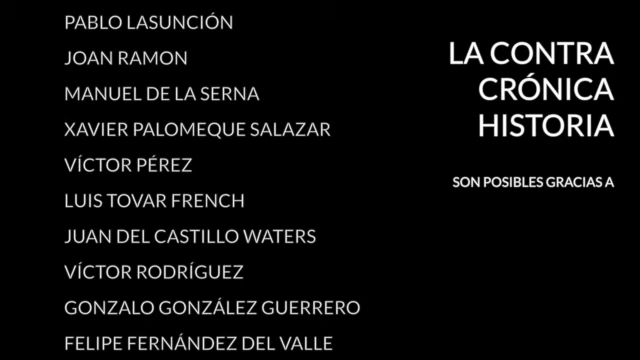 PABLO LASUNCIÓN
JOAN RAMON
MANUEL DE LA SERNA
XAVIER PALOMEQUE SALAZAR
VÍCTOR PÉREZ
LUIS TOVAR FRENCH
JUAN DEL CASTILLO WATERS
VÍCTOR RODRÍGUEZ
GONZALO GONZÁLEZ GUERRERO
FELIPE FERNÁNDEZ DEL VALLE
LA CONTRA
CRÓNICA
HISTORIA
SON POSIBLES GRACIAS A